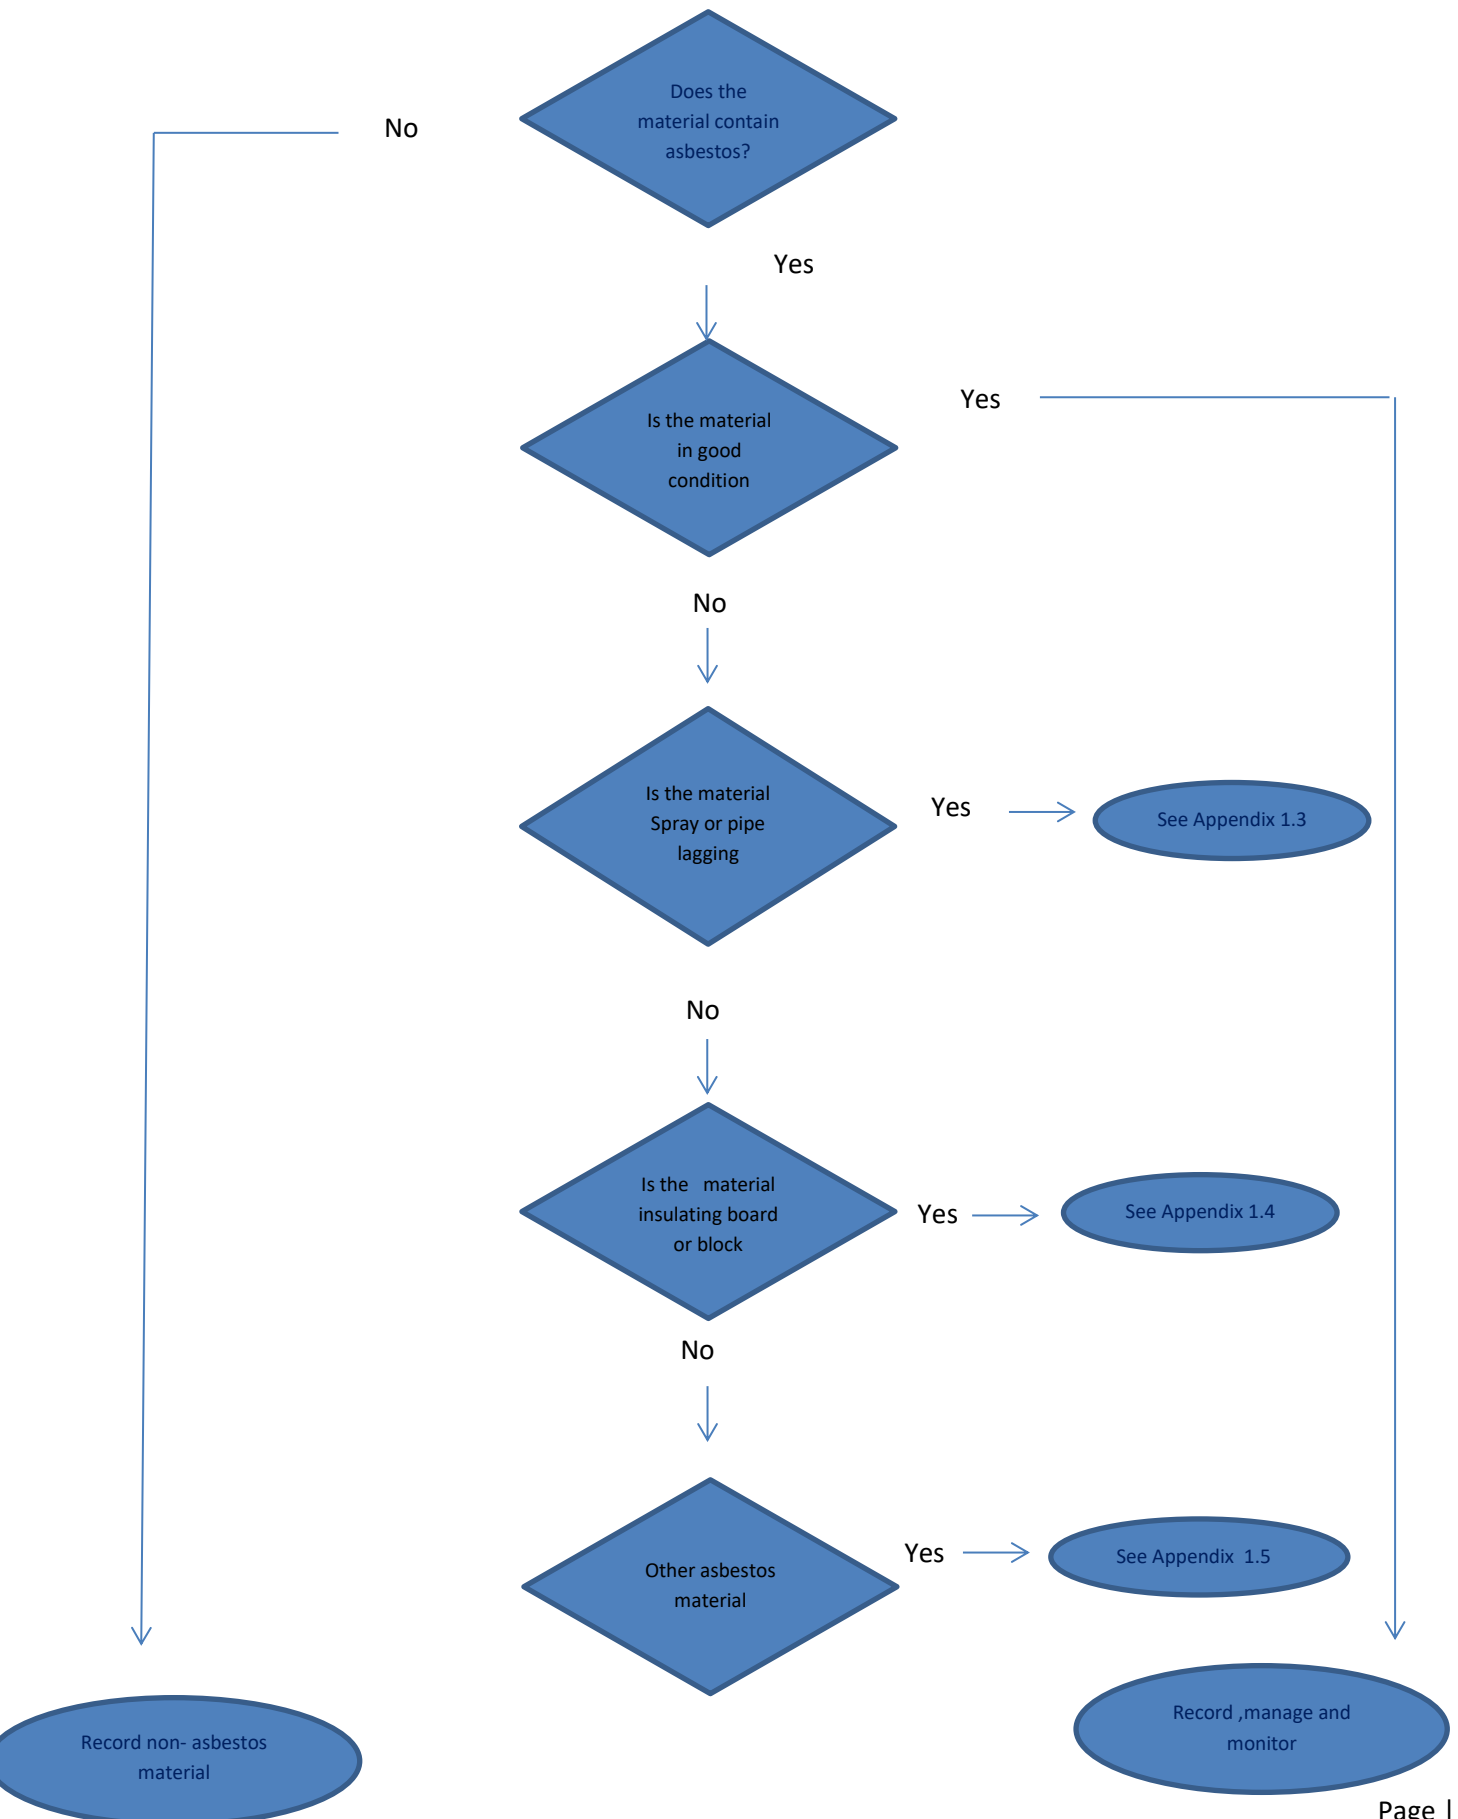 Does the
material contain
asbestos?
No
Yes
Is the material
in good
condition
Yes
No
Is the material
Spray or pipe
lagging
Yes
See Appendix 1.3
No
Is the   material
insulating board
or block
Yes
See Appendix 1.4
No
Other asbestos
material
Yes
See Appendix  1.5
Record ,manage and
monitor
Record non- asbestos
material
Page |